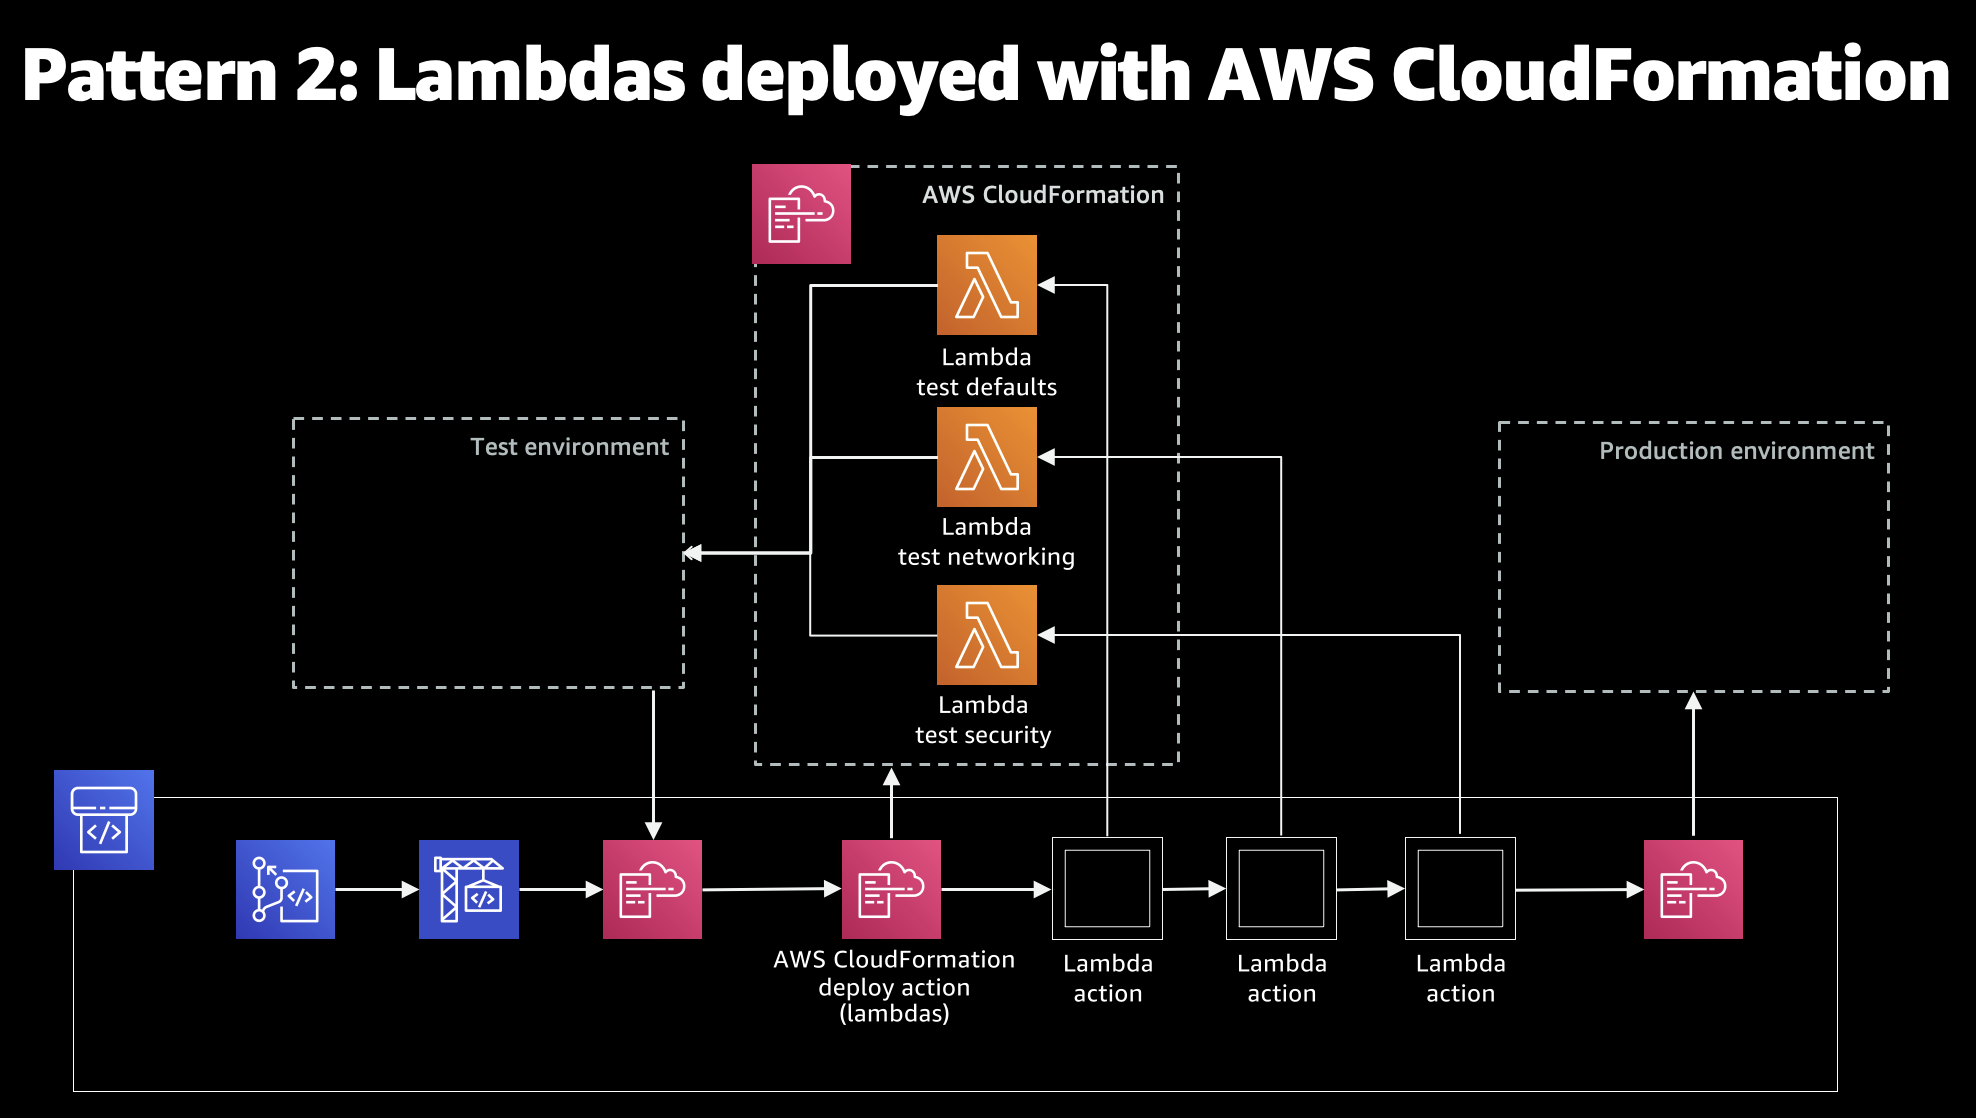 Pattern 2: Lambdas deployed with AWS CloudFormation
AWS CloudFormation
Lambda
test defaults
Lambda
test networking
Lambda
test security
Test environment
Production environment
AWS CloudFormation
deploy action
(lambdas)
Lambda
action
Lambda
action
Lambda
action